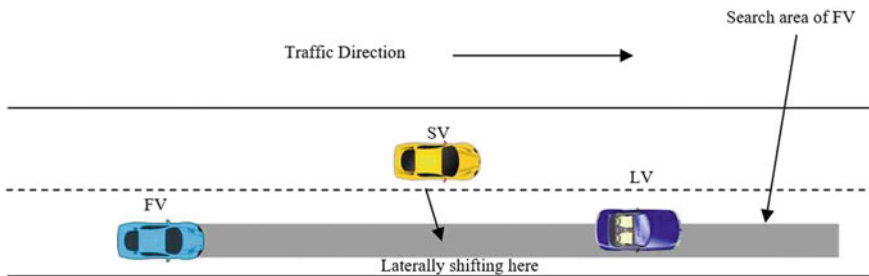 Search area of FV
Traffic Direction
SV
LV
FV
Laterally shifting here